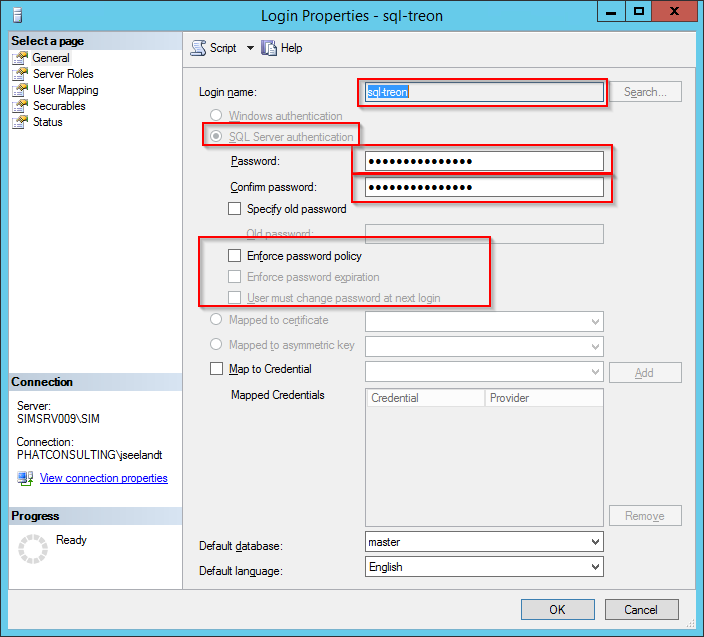 Login Properties - sql-treon
Select a page
General
Server Roles
User Mapping
Securables
Status
Script
Help
Login name:
sql-treon
Search...
Windows authentication
SQL Server authentication
Password:
●●●●●●●●●●●●●●●
Confirm password:
●●●●●●●●●●●●●●●
Specify old password
Old password:
Enforce password policy
Enforce password expiration
User must change password at next login
Mapped to certificate
Mapped to asymmetric key
Map to Credential
Add
Mapped Credentials
Credential Provider
Remove
Default database:
master
Default language:
English
Connection
Server:
SIMSRV009\SIM
Connection:
PHATCONSULTING\jseelandt
View connection properties
Progress
Ready
OK
Cancel